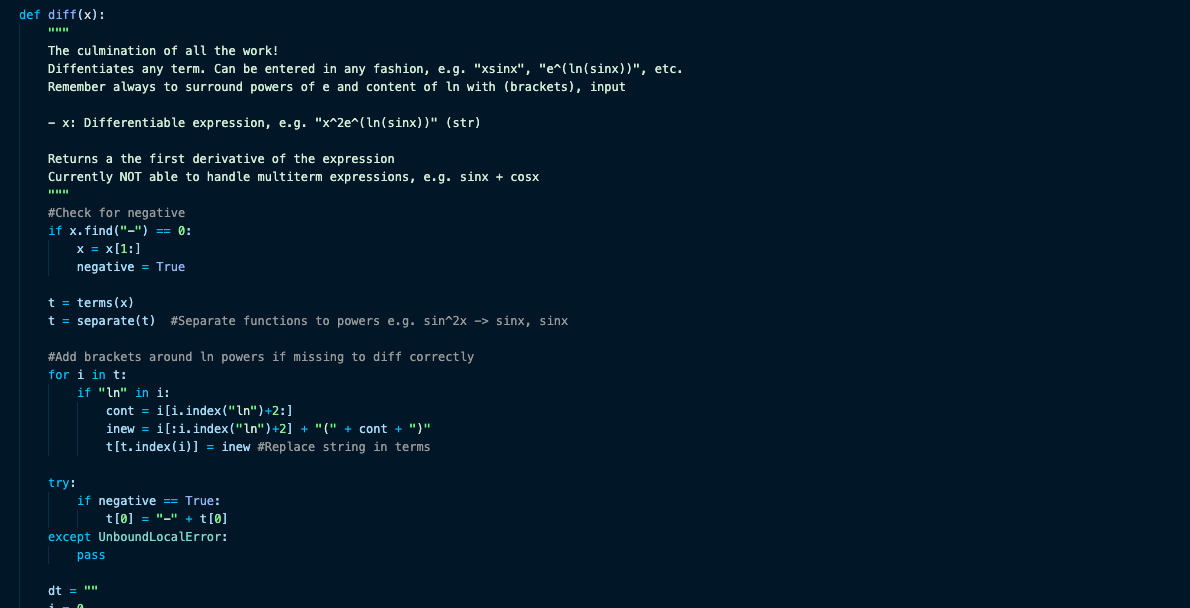 def diff(x):
"""
The culmination of all the work!
Diffentiates any term. Can be entered in any fashion, e.g. "xsinx", "e^(ln(sinx))", etc.
Remember always to surround powers of e and content of ln with (brackets), input

- x: Differentiable expression, e.g. "x^2e^(ln(sinx))" (str)

Returns a the first derivative of the expression
Currently NOT able to handle multiterm expressions, e.g. sinx + cosx
"""
#Check for negative
if x.find("-") == 0:
x = x[1:]
negative = True

t = terms(x)
t = separate(t)  #Separate functions to powers e.g. sin^2x -> sinx, sinx

#Add brackets around ln powers if missing to diff correctly
for i in t:
if "ln" in i:
cont = i[i.index("ln")+2:]
inew = i[:i.index("ln")+2] + "(" + cont + ")"
t[t.index(i)] = inew #Replace string in terms

try:
if negative == True:
t[0] = "-" + t[0]
except UnboundLocalError:
pass

dt = ""
i = 0